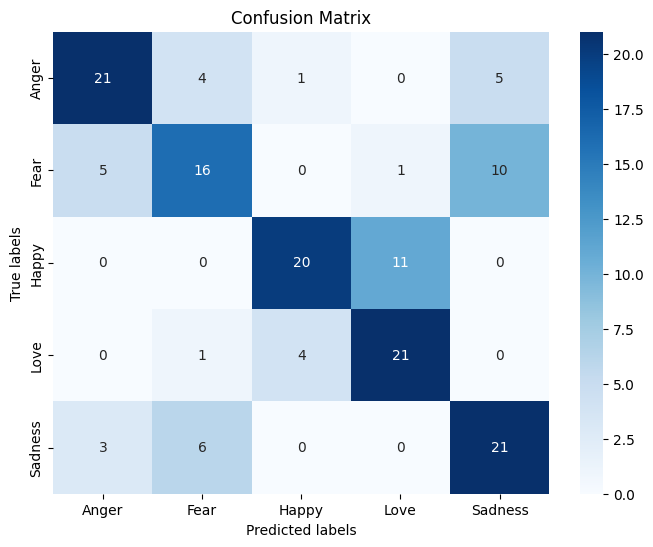 Confusion Matrix
True labels
Anger 21 4 1 0 5
Fear 5 16 0 1 10
Happy 0 0 20 11 0
Love 0 1 4 21 0
Sadness 3 6 0 0 21
Anger Fear Happy Love Sadness
Predicted labels
20.0
17.5
15.0
12.5
10.0
7.5
5.0
2.5
0.0